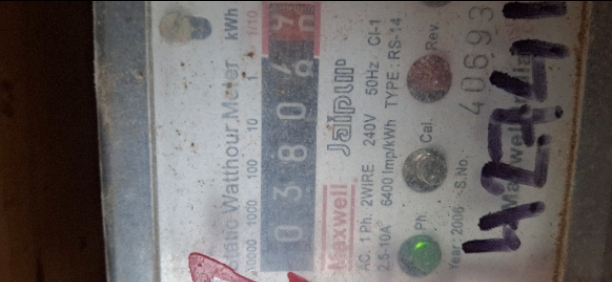 Static Watthour Meter kWh
10000 1000 100 10 1 1/10
0 3 8 0
Maxwell Jaipur
AC. 1 Ph. 2WIRE 240V 50Hz Cl-1
2.5-10A 6400 Imp/kWh TYPE: RS-14
Ph Cal. Rev.
Year: 2006 S.No. 40693
Maxwell